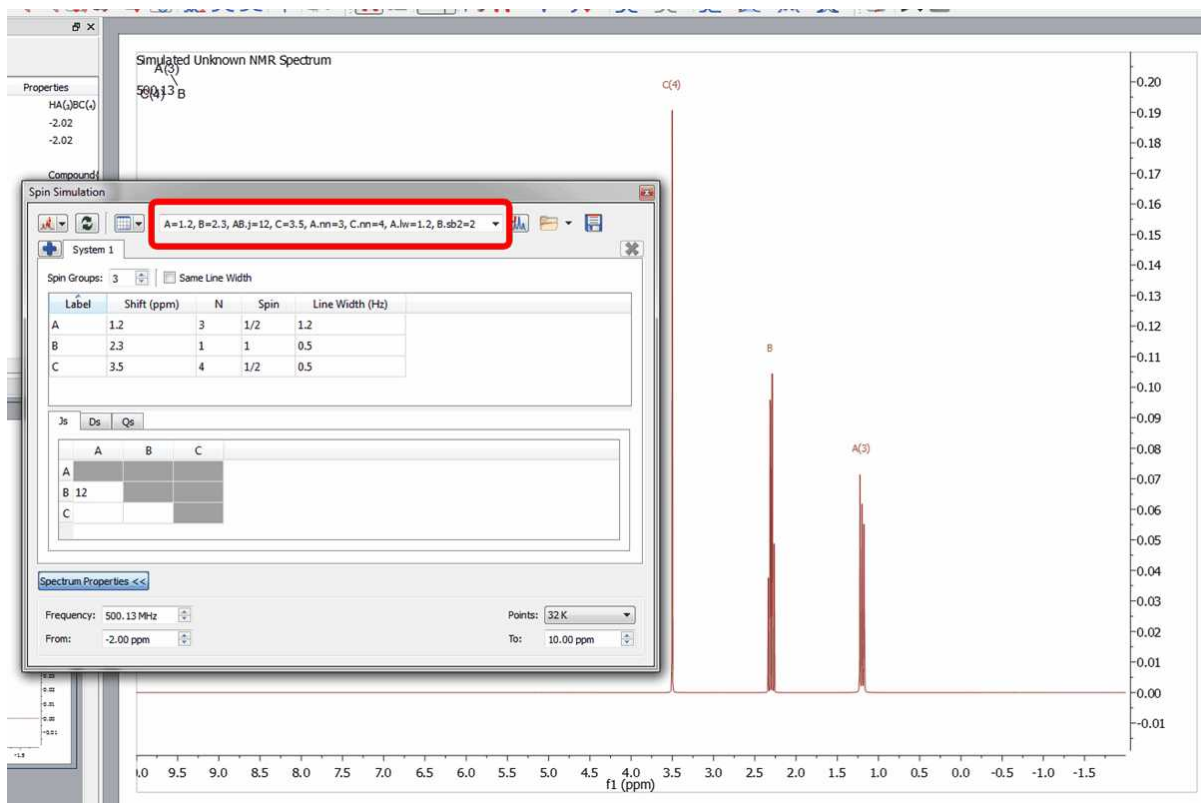 Simulated Unknown NMR Spectrum
A(3)
500.13
C(4) B
Properties
HA(3)BC(4)
-2.02
-2.02
Compound(
Spin Simulation
A=1.2, B=2.3, AB.j=12, C=3.5, A.nn=3, C.nn=4, A.lw=1.2, B.sb2=2
System 1
Spin Groups: 3 Same Line Width
Label Shift (ppm) N Spin Line Width (Hz)
A 1.2 3 1/2 1.2
B 2.3 1 1 0.5
C 3.5 4 1/2 0.5
Js Ds Qs
A B C
A
B 12
C
Spectrum Properties <<
Frequency: 500.13 MHz Points: 32 K
From: -2.00 ppm To: 10.00 ppm
C(4)
B
A(3)
0.20
0.19
0.18
0.17
0.16
0.15
0.14
0.13
0.12
0.11
0.10
0.09
0.08
0.07
0.06
0.05
0.04
0.03
0.02
0.01
0.00
-0.01
9.5 9.0 8.5 8.0 7.5 7.0 6.5 6.0 5.5 5.0 4.5 4.0 3.5 3.0 2.5 2.0 1.5 1.0 0.5 0.0 -0.5 -1.0 -1.5
f1 (ppm)